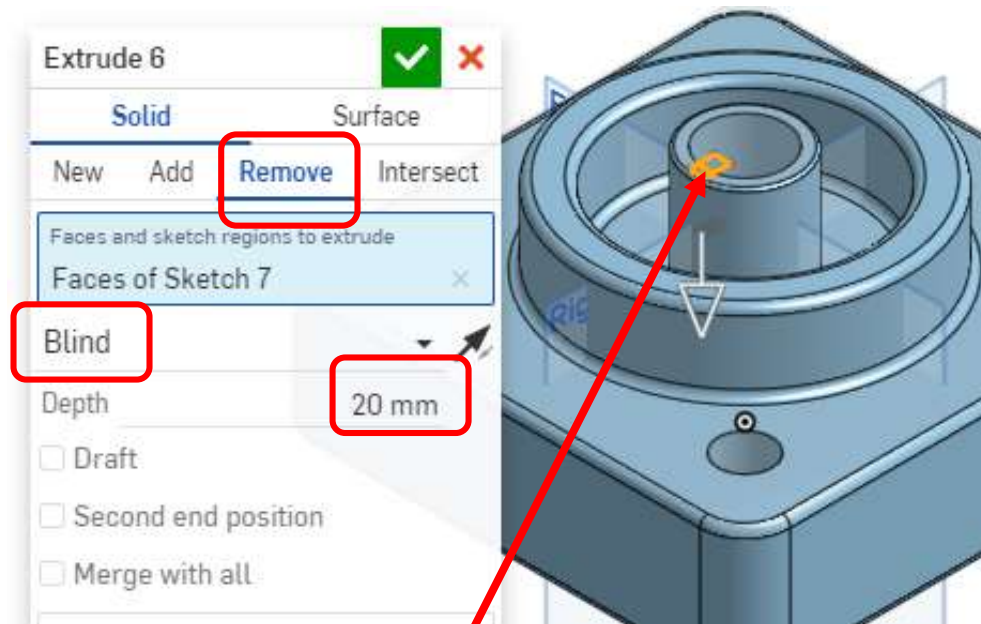 Extrude 6
Solid Surface
New Add Remove Intersect
Faces and sketch regions to extrude
Faces of Sketch 7
Blind
Depth 20 mm
Draft
Second end position
Merge with all